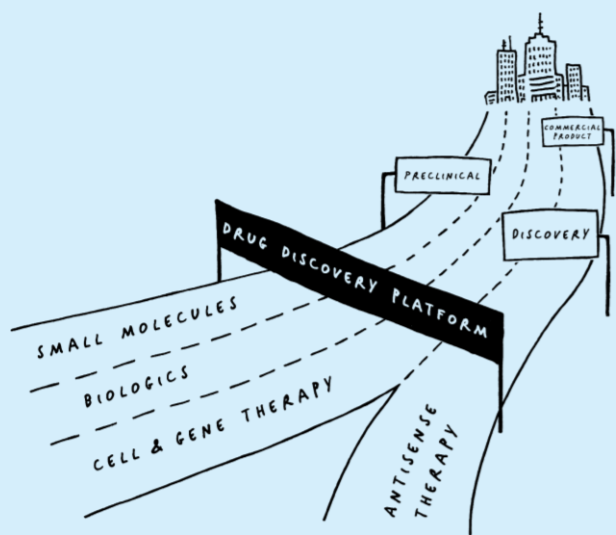 COMMERCIAL
PRODUCT
PRECLINICAL
DISCOVERY
DRUG DISCOVERY PLATFORM
SMALL MOLECULES
BIOLOGICS
CELL & GENE THERAPY
ANTISENSE
THERAPY